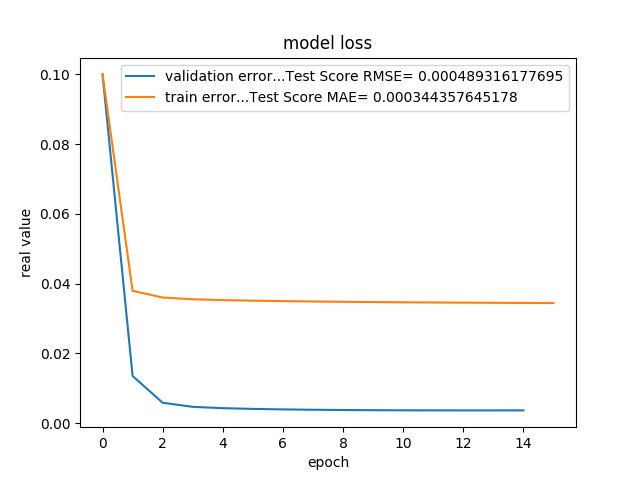 model loss
validation error...Test Score RMSE= 0.000489316177695
train error...Test Score MAE= 0.000344357645178
0.10
0.08
0.06
0.04
0.02
0.00
real value
0 2 4 6 8 10 12 14
epoch